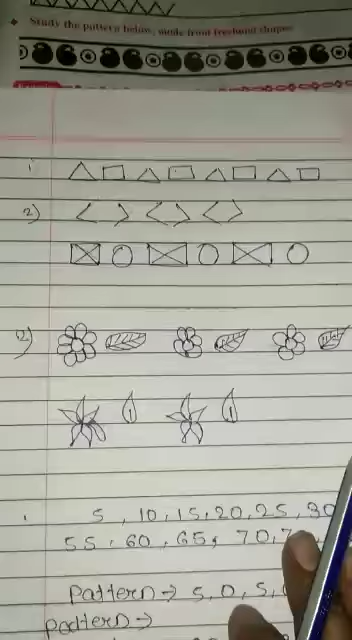 Study the pattern below, made from freehand shapes
i
2)
2)
i 5, 10, 15, 20, 25, 30
55, 60, 65, 70, 7
Pattern → 5, 0, 5,
Pattern →